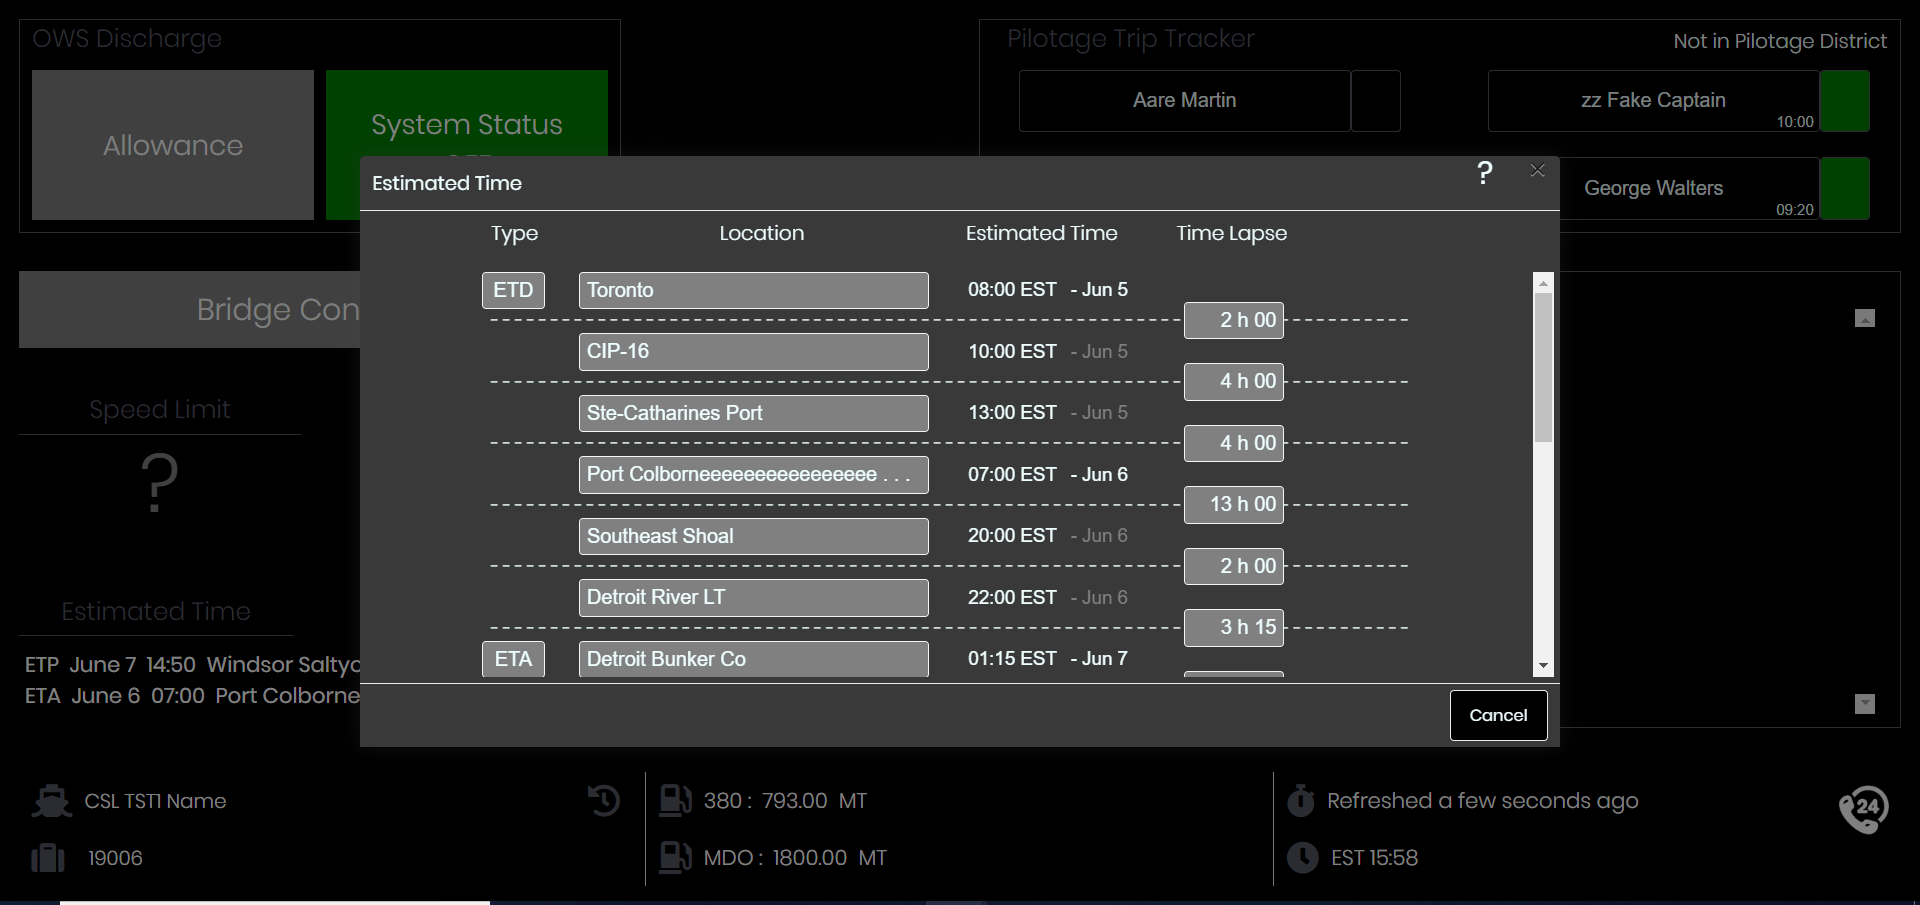 OWS Discharge
Allowance
System Status
Pilotage Trip Tracker
Not in Pilotage District
Aare Martin
zz Fake Captain
10:00
George Walters
09:20
Bridge Con
Speed Limit
?
Estimated Time
ETP June 7 14:50 Windsor Saltyc
ETA June 6 07:00 Port Colborne
Estimated Time
?
Type Location Estimated Time Time Lapse
ETD Toronto 08:00 EST - Jun 5
2 h 00
CIP-16 10:00 EST - Jun 5
4 h 00
Ste-Catharines Port 13:00 EST - Jun 5
4 h 00
Port Colborneeeeeeeeeeeeeeeee . . . 07:00 EST - Jun 6
13 h 00
Southeast Shoal 20:00 EST - Jun 6
2 h 00
Detroit River LT 22:00 EST - Jun 6
3 h 15
ETA Detroit Bunker Co 01:15 EST - Jun 7
Cancel
CSL TST1 Name
19006
380 : 793.00 MT
MDO : 1800.00 MT
Refreshed a few seconds ago
EST 15:58
24